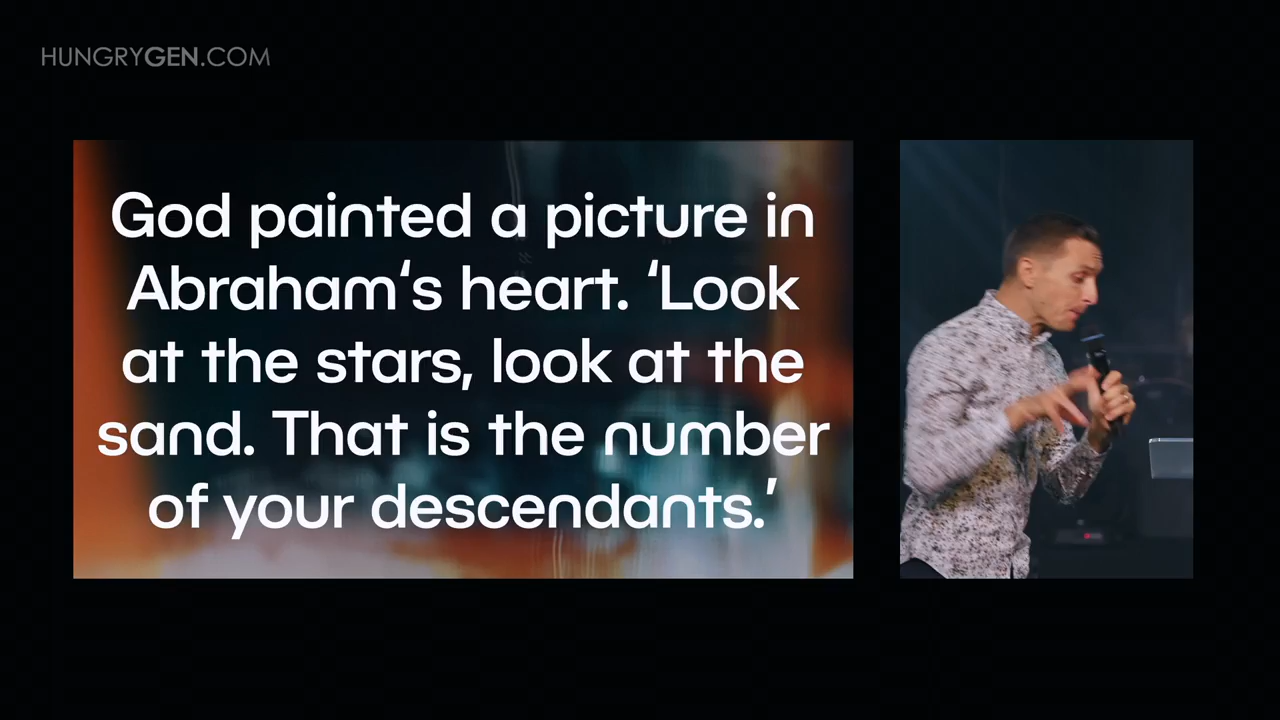 HUNGRYGEN.COM
God painted a picture in
Abraham‘s heart. ‘Look
at the stars, look at the
sand. That is the number
of your descendants.’